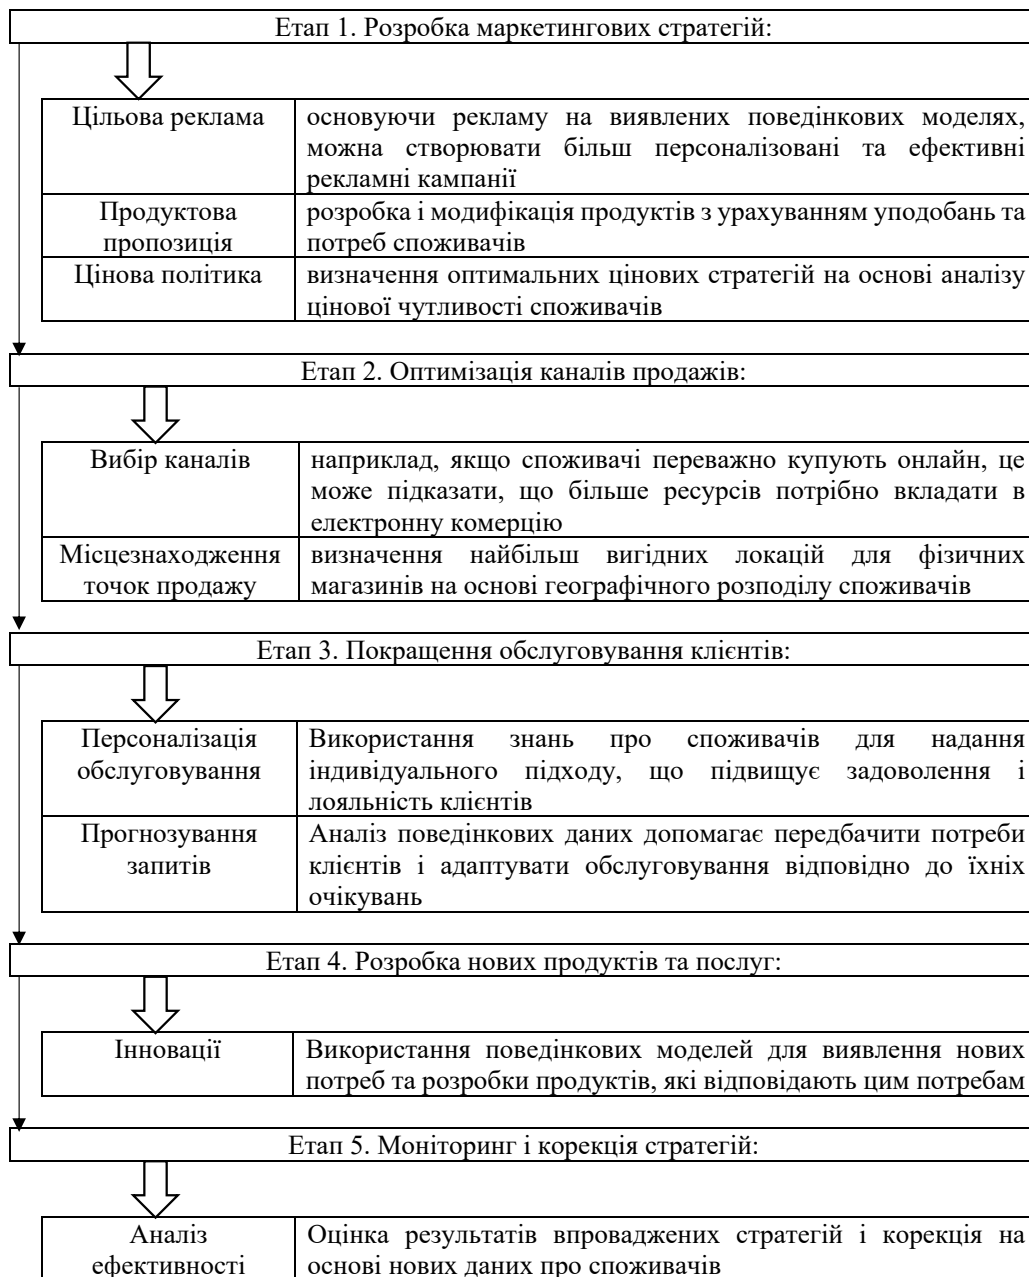 Етап 1. Розробка маркетингових стратегій:
Цільова реклама
основуючи рекламу на виявлених поведінкових моделях,
можна створювати більш персоналізовані та ефективні
рекламні кампанії
Продуктова
пропозиція
розробка і модифікація продуктів з урахуванням уподобань та
потреб споживачів
Цінова політика
визначення оптимальних цінових стратегій на основі аналізу
цінової чутливості споживачів
Етап 2. Оптимізація каналів продажів:
Вибір каналів
наприклад, якщо споживачі переважно купують онлайн, це
може підказати, що більше ресурсів потрібно вкладати в
електронну комерцію
Місцезнаходження
точок продажу
визначення найбільш вигідних локацій для фізичних
магазинів на основі географічного розподілу споживачів
Етап 3. Покращення обслуговування клієнтів:
Персоналізація
обслуговування
Використання знань про споживачів для надання
індивідуального підходу, що підвищує задоволення і
лояльність клієнтів
Прогнозування
запитів
Аналіз поведінкових даних допомагає передбачити потреби
клієнтів і адаптувати обслуговування відповідно до їхніх
очікувань
Етап 4. Розробка нових продуктів та послуг:
Інновації
Використання поведінкових моделей для виявлення нових
потреб та розробки продуктів, які відповідають цим потребам
Етап 5. Моніторинг і корекція стратегій:
Аналіз
ефективності
Оцінка результатів впроваджених стратегій і корекція на
основі нових даних про споживачів